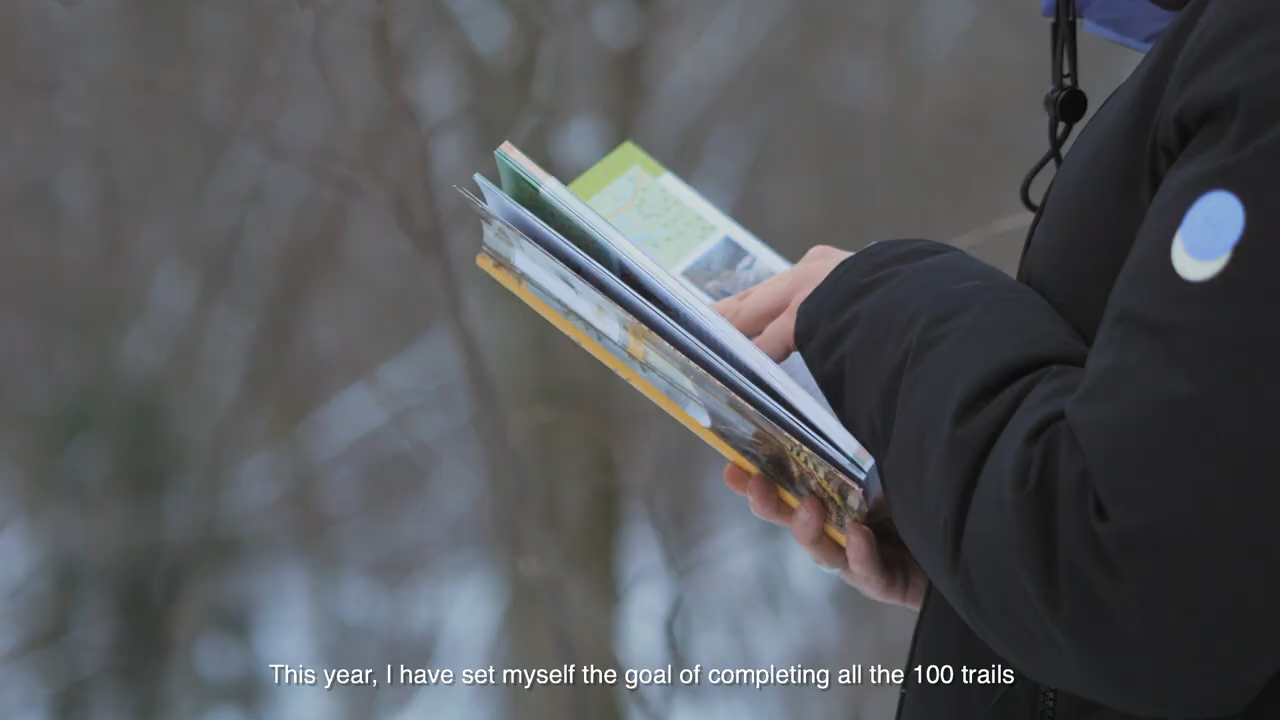 This year, I have set myself the goal of completing all the 100 trails